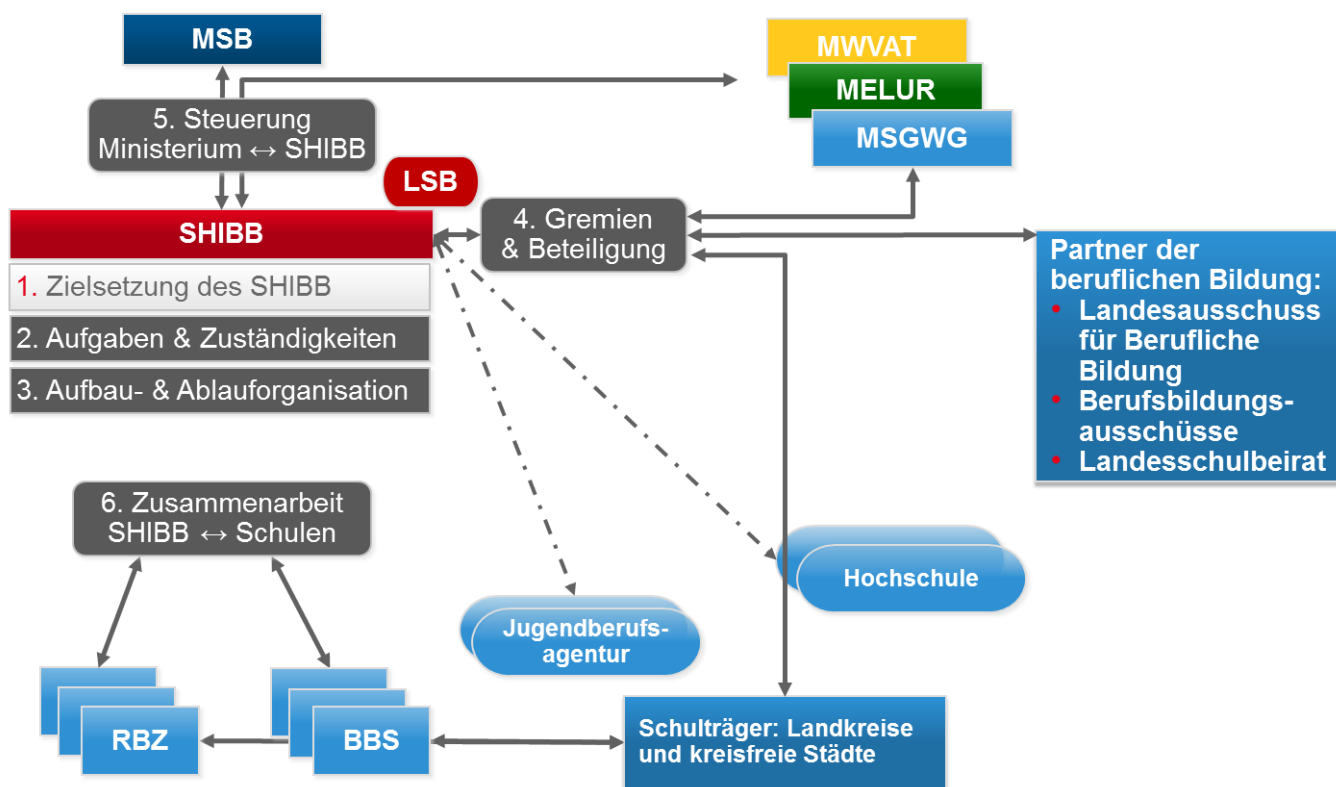 MSB
MWVAT
MELUR
MSGWG
5. Steuerung
Ministerium ↔ SHIBB
LSB
SHIBB
4. Gremien
& Beteiligung
1. Zielsetzung des SHIBB
2. Aufgaben & Zuständigkeiten
3. Aufbau- & Ablauforganisation
Partner der
beruflichen Bildung:
• Landesausschuss
für Berufliche
Bildung
• Berufsbildungs-
ausschüsse
• Landesschulbeirat
6. Zusammenarbeit
SHIBB ↔ Schulen
Hochschule
Jugendberufs-
agentur
RBZ
BBS
Schulträger: Landkreise
und kreisfreie Städte